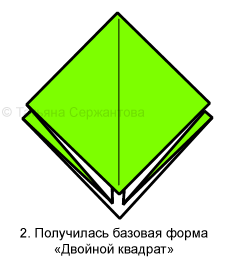 © Татьяна Сержантова
2. Получилась базовая форма
«Двойной квадрат»